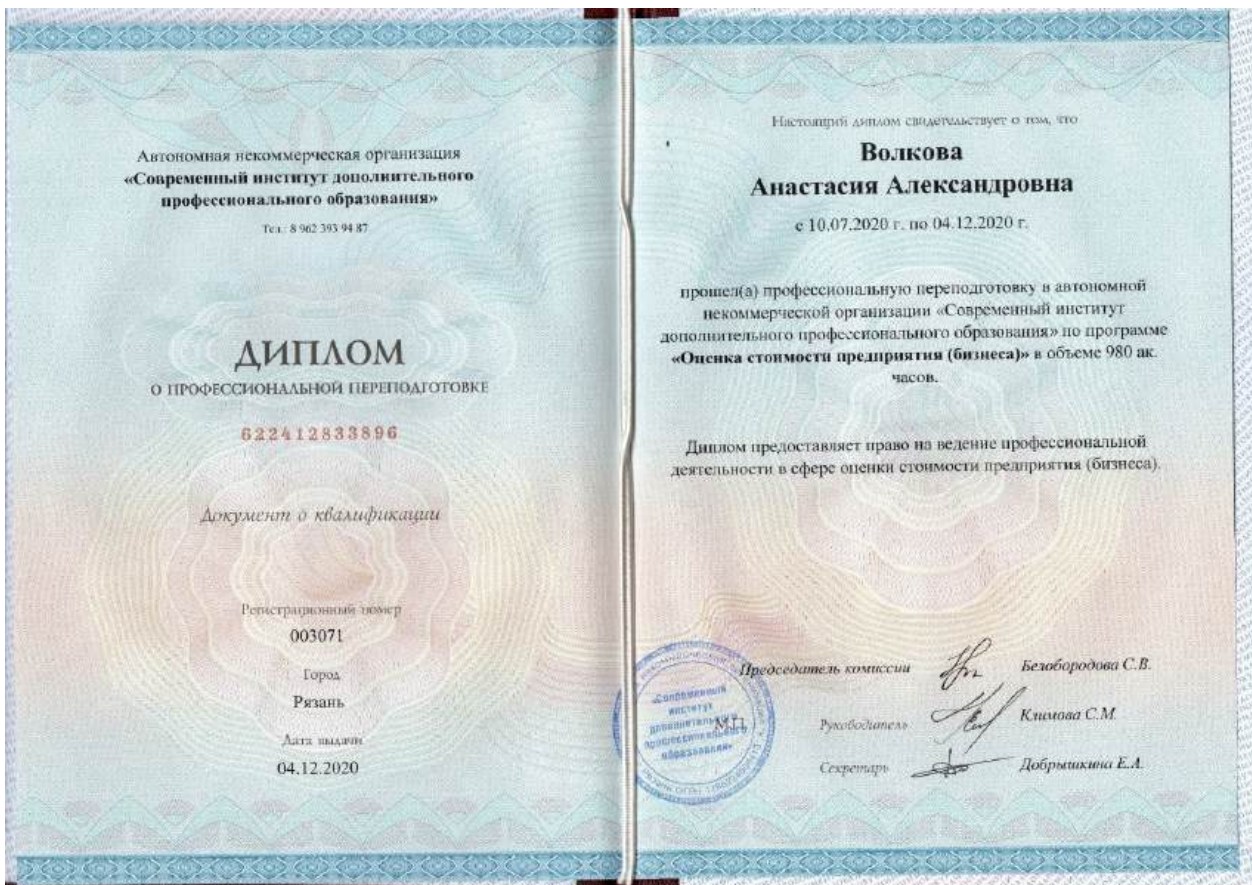 Автономная некоммерческая организация
«Современный институт дополнительного
профессионального образования»
Тел.: 8 962 393 94 87
ДИПЛОМ
О ПРОФЕССИОНАЛЬНОЙ ПЕРЕПОДГОТОВКЕ
622412833896
Документ о квалификации
Регистрационный номер
003071
Город
Рязань
Дата выдачи
04.12.2020
Настоящий диплом свидетельствует о том, что
Волкова
Анастасия Александровна
с 10.07.2020 г. по 04.12.2020 г.
прошел(а) профессиональную переподготовку в автономной
некоммерческой организации «Современный институт
дополнительного профессионального образования» по программе
«Оценка стоимости предприятия (бизнеса)» в объеме 980 ак.
часов.
Диплом предоставляет право на ведение профессиональной
деятельности в сфере оценки стоимости предприятия (бизнеса).
Председатель комиссии Белобородова С.В.
М.П.
Руководитель Климова С.М.
Секретарь Добрышкина Е.А.
«Современный
институт
дополнительного
профессионального
образования»